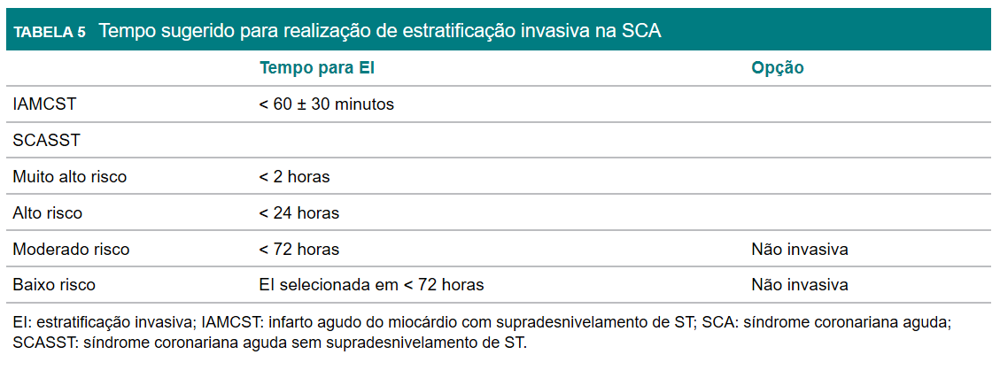 TABELA 5 Tempo sugerido para realização de estratificação invasiva na SCA
Tempo para EI Opção
IAMCST < 60 ± 30 minutos
SCASST
Muito alto risco < 2 horas
Alto risco < 24 horas
Moderado risco < 72 horas Não invasiva
Baixo risco EI selecionada em < 72 horas Não invasiva
EI: estratificação invasiva; IAMCST: infarto agudo do miocárdio com supradesnivelamento de ST; SCA: síndrome coronariana aguda;
SCASST: síndrome coronariana aguda sem supradesnivelamento de ST.